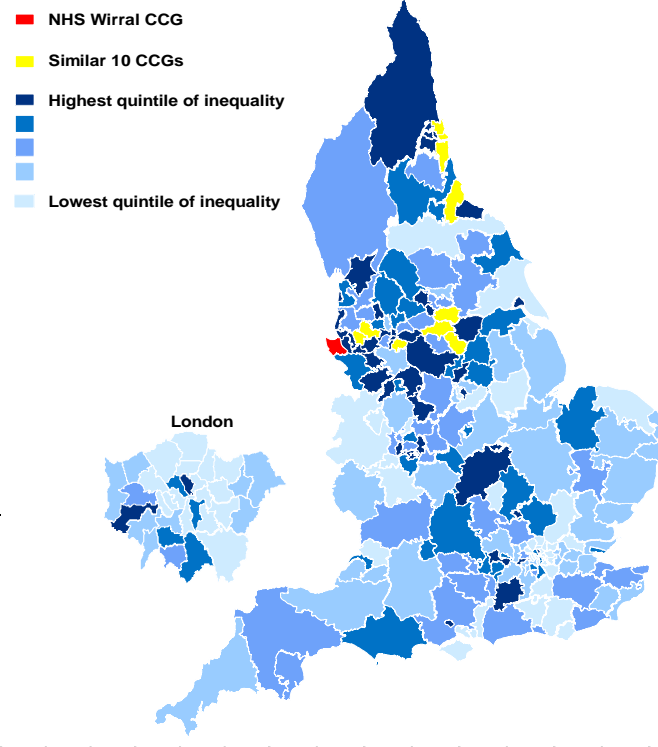 NHS Wirral CCG
Similar 10 CCGs
Highest quintile of inequality
Lowest quintile of inequality
London